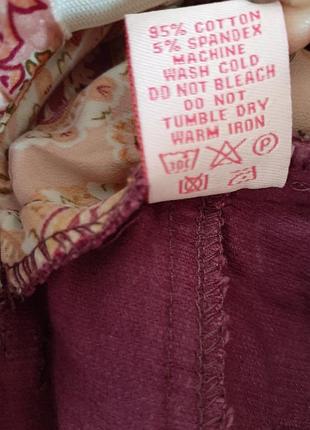 95% COTTON
5% SPANDEX
MACHINE
WASH COLD
DO NOT BLEACH
DO NOT
TUMBLE DRY
WARM IRON
P